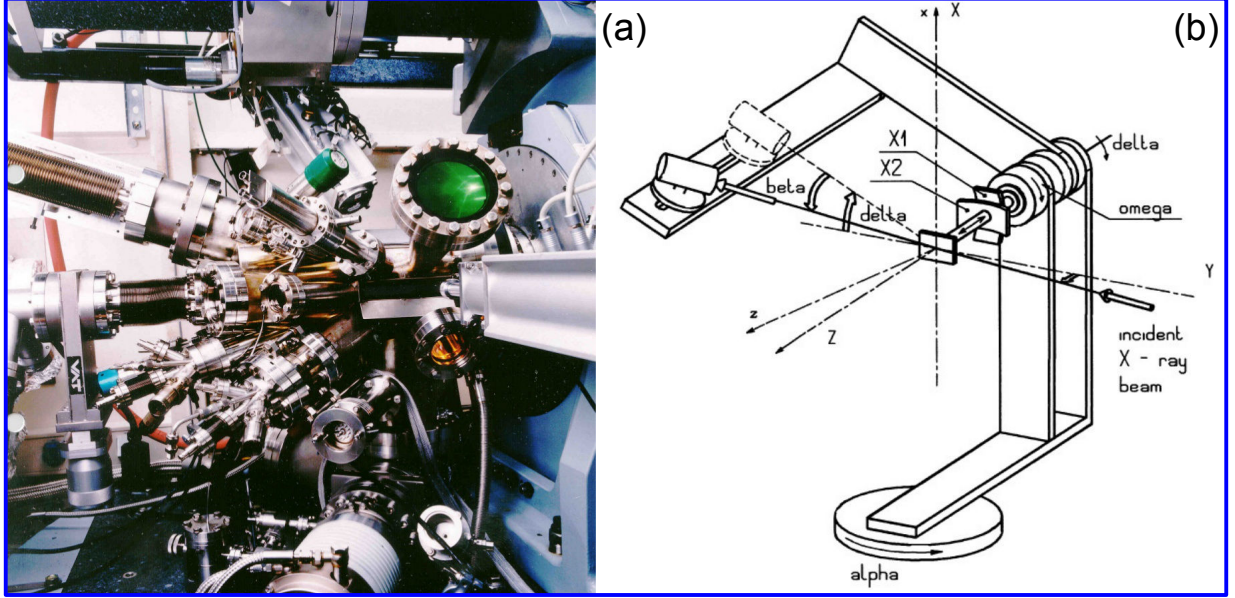 (a)
(b)
x X
X1
X2
delta
beta
delta
omega
Y
z
Z
incident
X - ray
beam
alpha
VAT